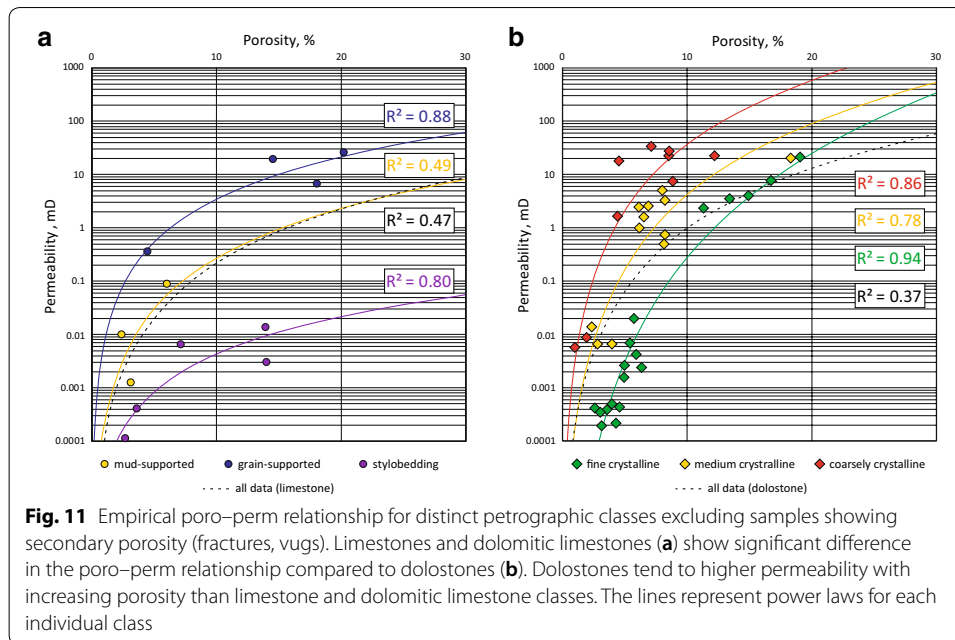 a
Porosity, %
0 10 20 30
1000
100
10
1
0.1
0.01
0.001
0.0001
Permeability, mD
R² = 0.88
R² = 0.49
R² = 0.47
R² = 0.80
mud-supported grain-supported stylobedding
all data (limestone)
b
Porosity, %
0 10 20 30
1000
100
10
1
0.1
0.01
0.001
0.0001
Permeability, mD
R² = 0.86
R² = 0.78
R² = 0.94
R² = 0.37
fine crystalline medium crystralline coarsely crystalline
all data (dolostone)
Fig. 11 Empirical poro–perm relationship for distinct petrographic classes excluding samples showing
secondary porosity (fractures, vugs). Limestones and dolomitic limestones (a) show significant difference
in the poro–perm relationship compared to dolostones (b). Dolostones tend to higher permeability with
increasing porosity than limestone and dolomitic limestone classes. The lines represent power laws for each
individual class